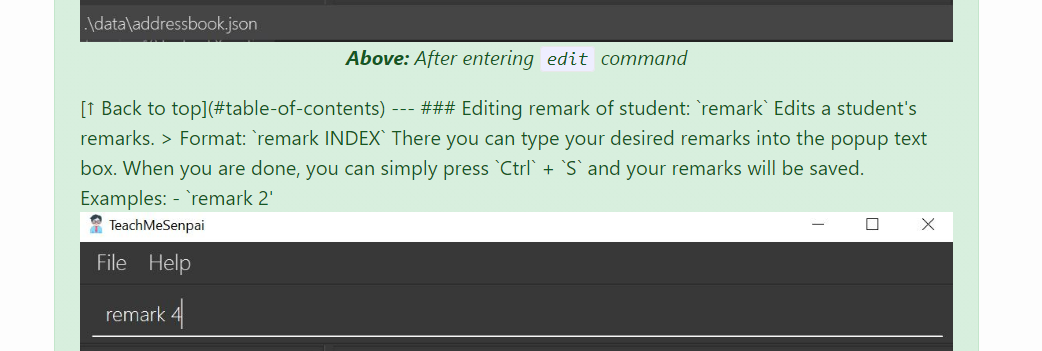 .\data\addressbook.json
Above: After entering edit command
[↑ Back to top](#table-of-contents) --- ### Editing remark of student: `remark` Edits a student's
remarks. > Format: `remark INDEX` There you can type your desired remarks into the popup text
box. When you are done, you can simply press `Ctrl` + `S` and your remarks will be saved.
Examples: - `remark 2'
TeachMeSenpai
File Help
remark 4